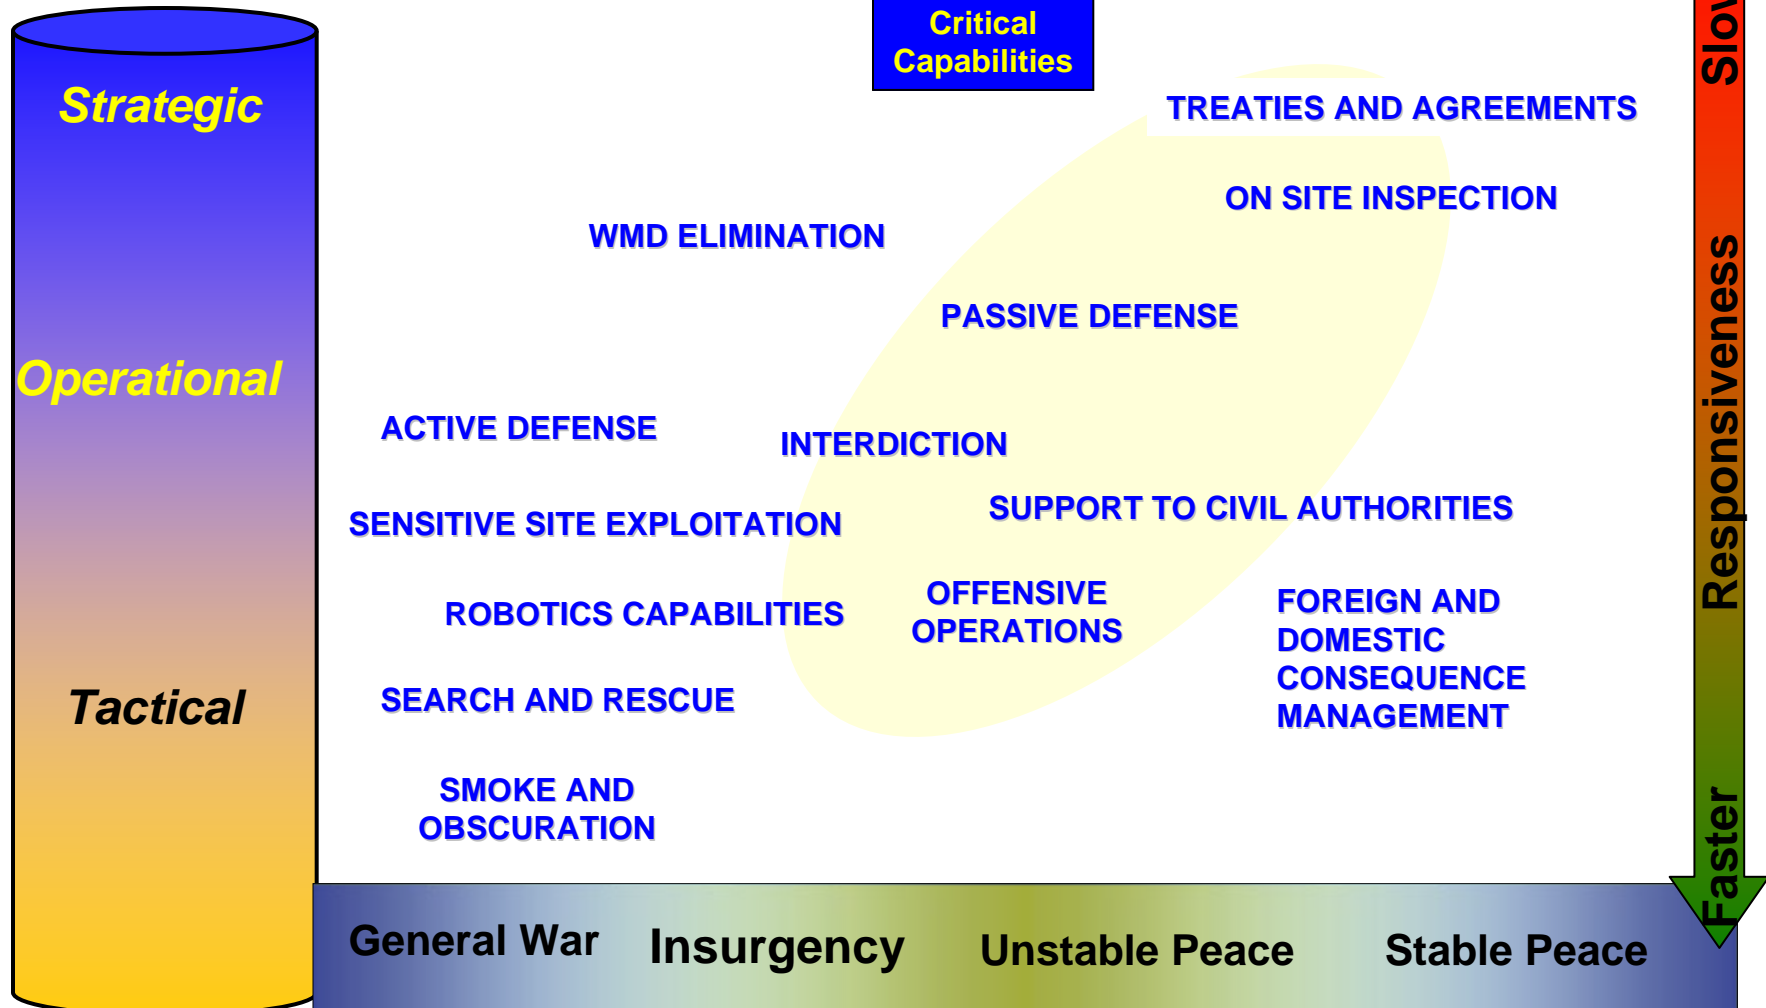 Critical
Capabilities
Strategic
TREATIES AND AGREEMENTS
ON SITE INSPECTION
WMD ELIMINATION
PASSIVE DEFENSE
Operational
ACTIVE DEFENSE
INTERDICTION
SUPPORT TO CIVIL AUTHORITIES
SENSITIVE SITE EXPLOITATION
OFFENSIVE
OPERATIONS
ROBOTICS CAPABILITIES
FOREIGN AND
DOMESTIC
CONSEQUENCE
MANAGEMENT
Tactical
SEARCH AND RESCUE
SMOKE AND
OBSCURATION
Responsiveness
Faster
General War
Insurgency
Unstable Peace
Stable Peace